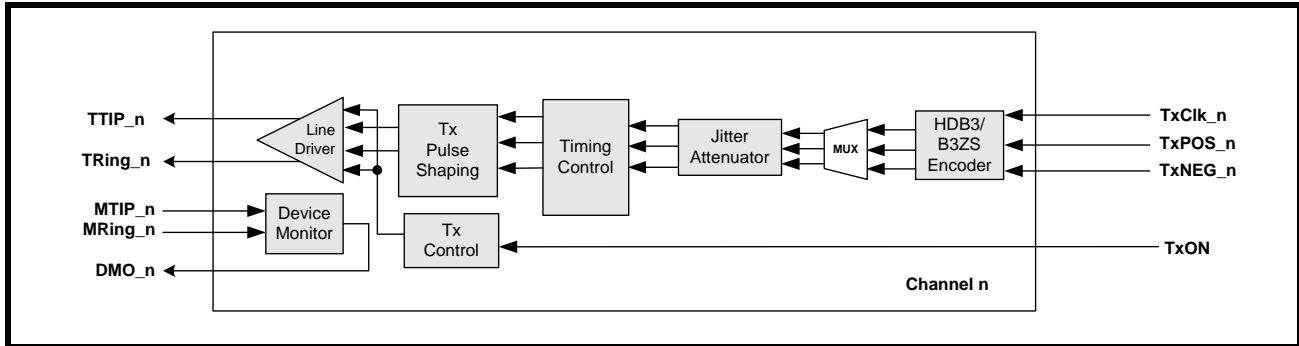 TTIP_n
TRing_n
MTIP_n
MRing_n
DMO_n
Line
Driver
Device
Monitor
Tx
Pulse
Shaping
Tx
Control
Timing
Control
Jitter
Attenuator
MUX
HDB3/
B3ZS
Encoder
TxClk_n
TxPOS_n
TxNEG_n
TxON
Channel n